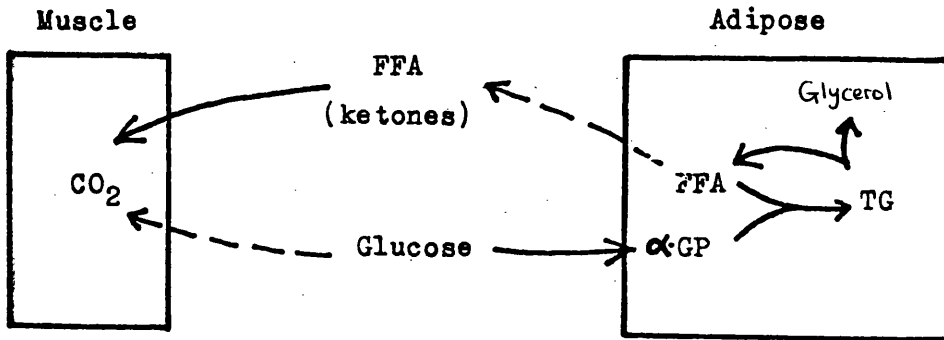 Muscle
Adipose
FFA
(ketones)
Glycerol
CO2
FFA
TG
Glucose
α·GP